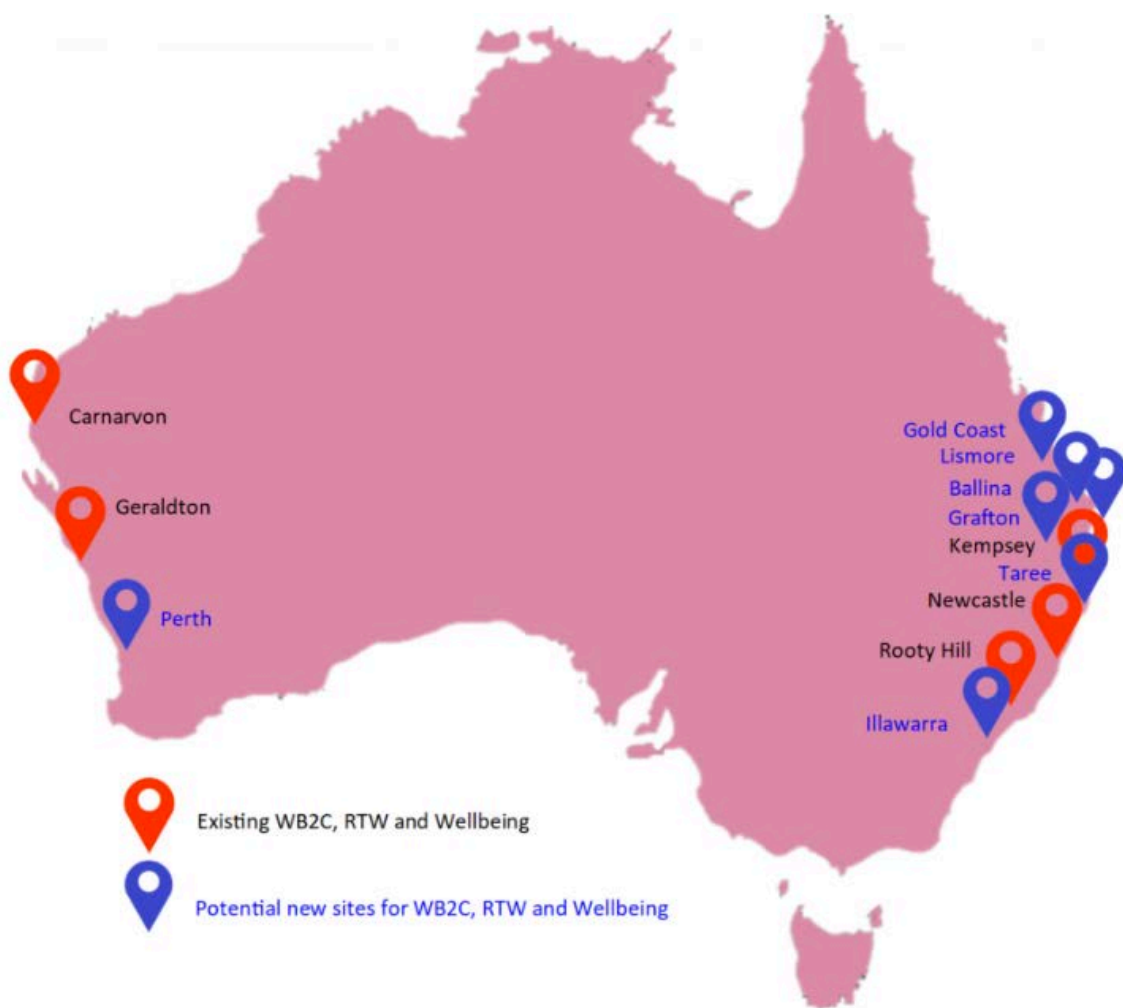 Carnarvon
Gold Coast
Lismore
Ballina
Geraldton
Grafton
Kempsey
Taree
Newcastle
Perth
Rooty Hill
Illawarra
Existing WB2C, RTW and Wellbeing
Potential new sites for WB2C, RTW and Wellbeing